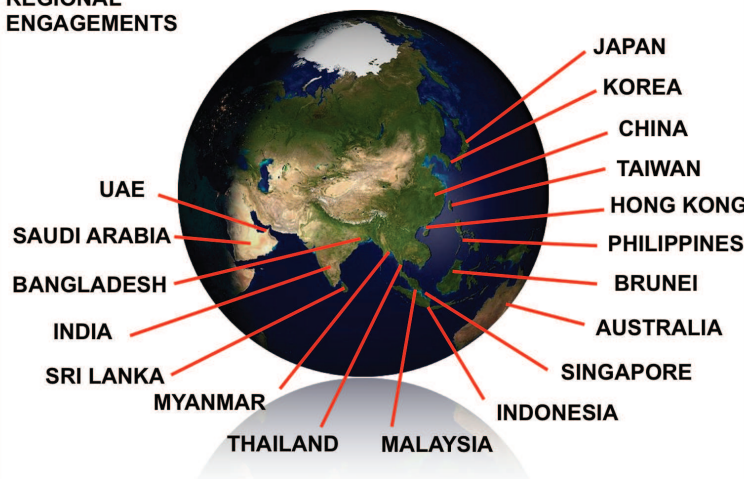 REGIONAL
ENGAGEMENTS
JAPAN
KOREA
CHINA
TAIWAN
HONG KONG
PHILIPPINES
BRUNEI
AUSTRALIA
SINGAPORE
INDONESIA
MALAYSIA
THAILAND
MYANMAR
SRI LANKA
INDIA
BANGLADESH
SAUDI ARABIA
UAE